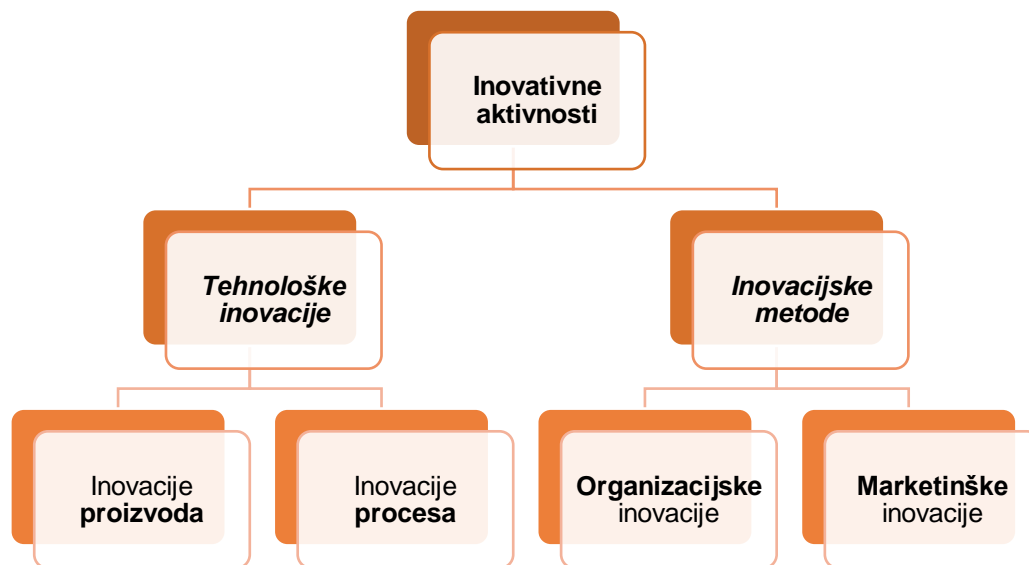 Inovativne
aktivnosti
Tehnološke
inovacije
Inovacijske
metode
Inovacije
proizvoda
Inovacije
procesa
Organizacijske
inovacije
Marketinške
inovacije